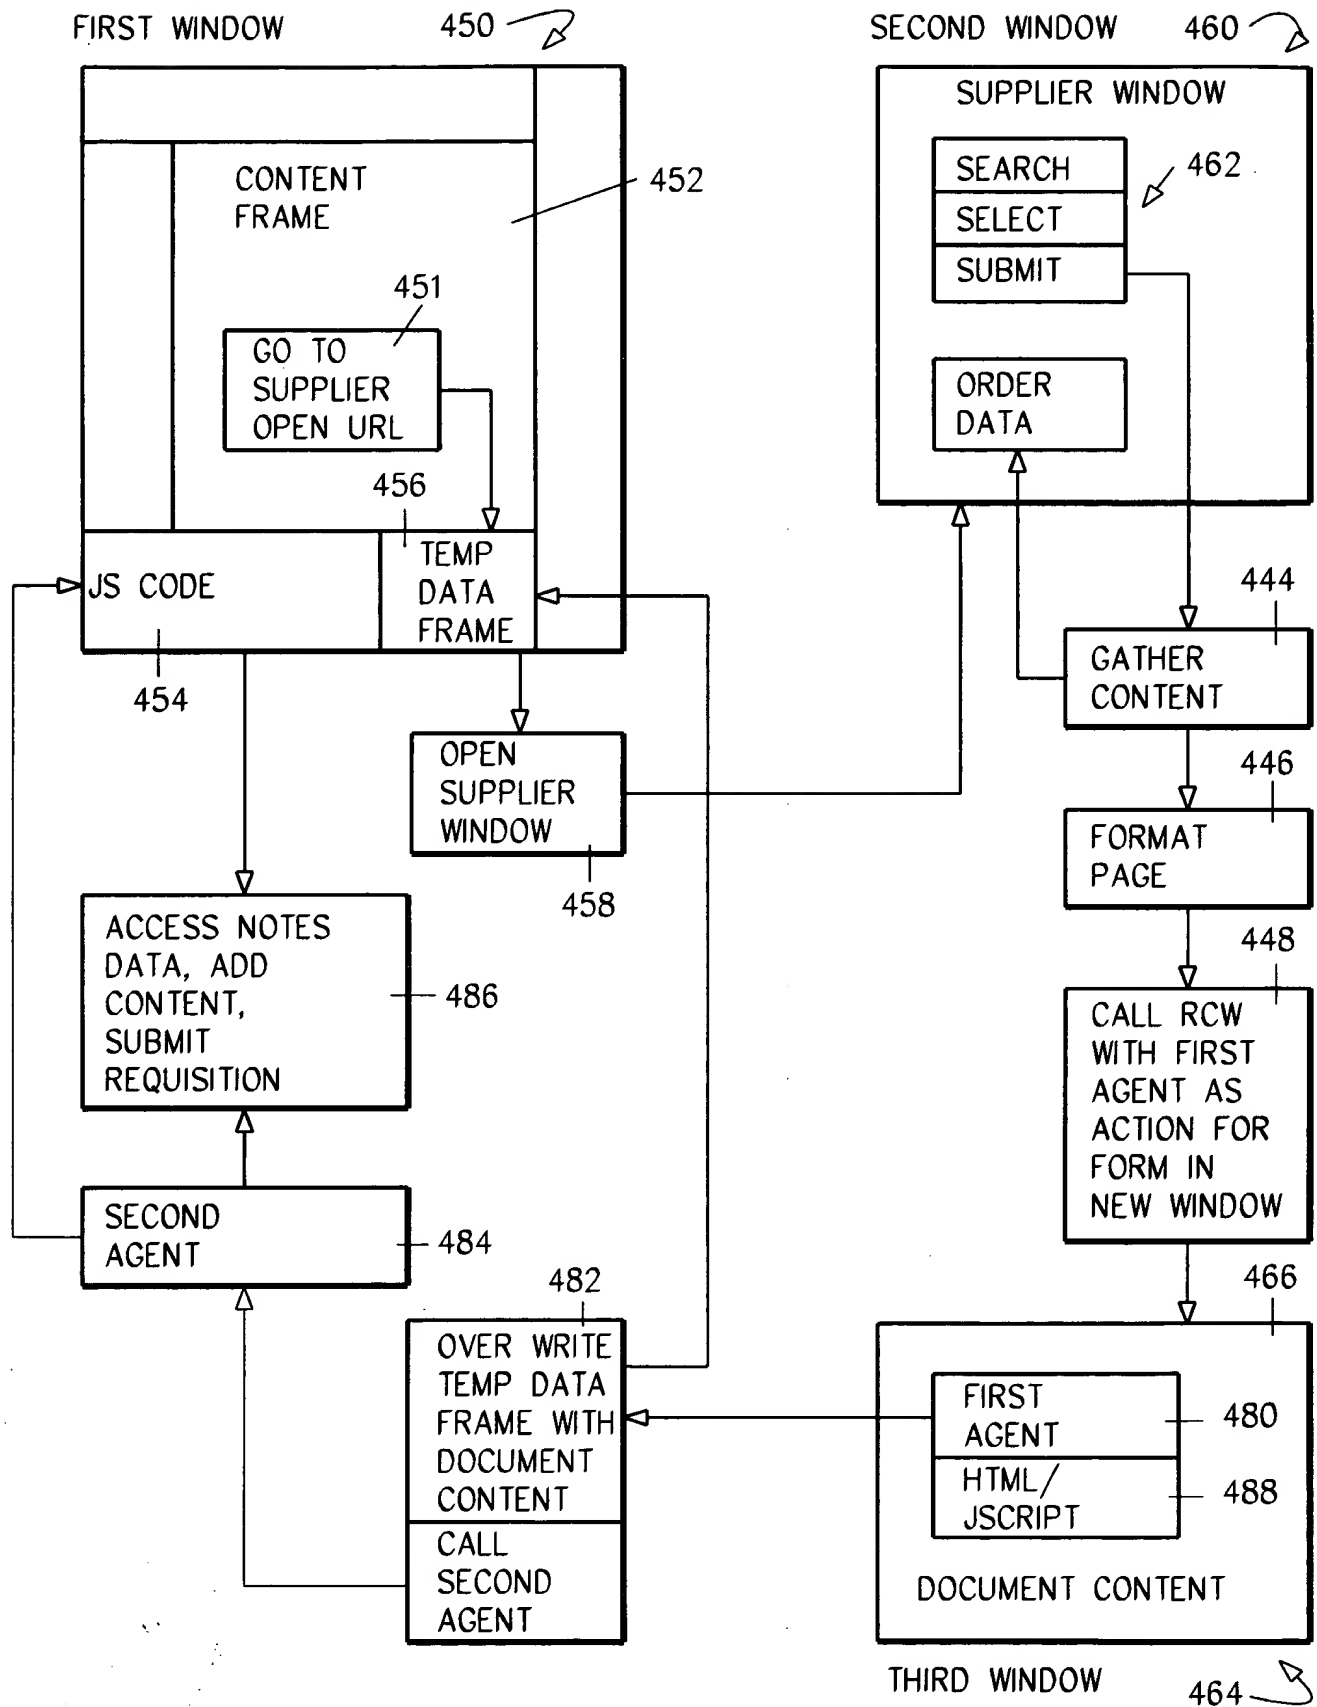 FIRST WINDOW
450
CONTENT
FRAME
452
451
GO TO
SUPPLIER
OPEN URL
456
TEMP
DATA
FRAME
JS CODE
454
OPEN
SUPPLIER
WINDOW
458
ACCESS NOTES
DATA, ADD
CONTENT,
SUBMIT
REQUISITION
486
SECOND
AGENT
484
482
OVER WRITE
TEMP DATA
FRAME WITH
DOCUMENT
CONTENT
CALL
SECOND
AGENT
SECOND WINDOW
460
SUPPLIER WINDOW
SEARCH
SELECT
SUBMIT
462
ORDER
DATA
444
GATHER
CONTENT
446
FORMAT
PAGE
448
CALL RCW
WITH FIRST
AGENT AS
ACTION FOR
FORM IN
NEW WINDOW
466
FIRST
AGENT
480
HTML/
JSCRIPT
488
DOCUMENT CONTENT
THIRD WINDOW
464